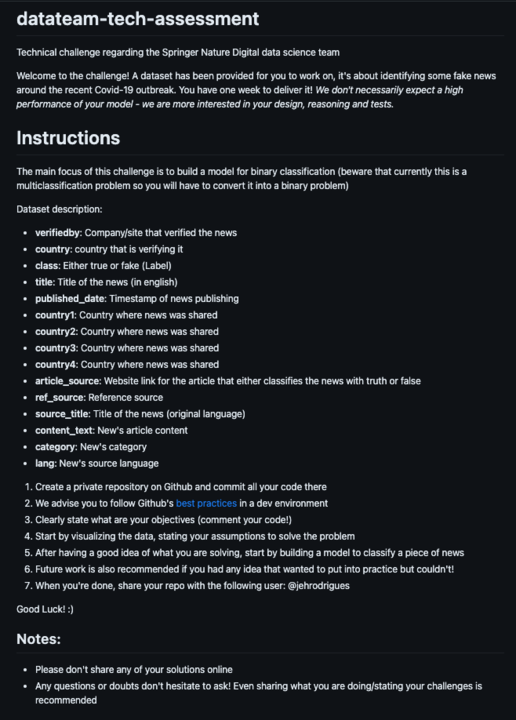 datateam-tech-assessment
Technical challenge regarding the Springer Nature Digital data science team
Welcome to the challenge! A dataset has been provided for you to work on, it's about identifying some fake news
around the recent Covid-19 outbreak. You have one week to deliver it! We don't necessarily expect a high
performance of your model - we are more interested in your design, reasoning and tests.
Instructions
The main focus of this challenge is to build a model for binary classification (beware that currently this is a
multiclassification problem so you will have to convert it into a binary problem)
Dataset description:
• verifiedby: Company/site that verified the news
• country: country that is verifying it
• class: Either true or fake (Label)
• title: Title of the news (in english)
• published_date: Timestamp of news publishing
• country1: Country where news was shared
• country2: Country where news was shared
• country3: Country where news was shared
• country4: Country where news was shared
• article_source: Website link for the article that either classifies the news with truth or false
• ref_source: Reference source
• source_title: Title of the news (original language)
• content_text: New's article content
• category: New's category
• lang: New's source language
1. Create a private repository on Github and commit all your code there
2. We advise you to follow Github's best practices in a dev environment
3. Clearly state what are your objectives (comment your code!)
4. Start by visualizing the data, stating your assumptions to solve the problem
5. After having a good idea of what you are solving, start by building a model to classify a piece of news
6. Future work is also recommended if you had any idea that wanted to put into practice but couldn't!
7. When you're done, share your repo with the following user: @jehrodrigues
Good Luck! :)
Notes:
• Please don't share any of your solutions online
• Any questions or doubts don't hesitate to ask! Even sharing what you are doing/stating your challenges is
recommended